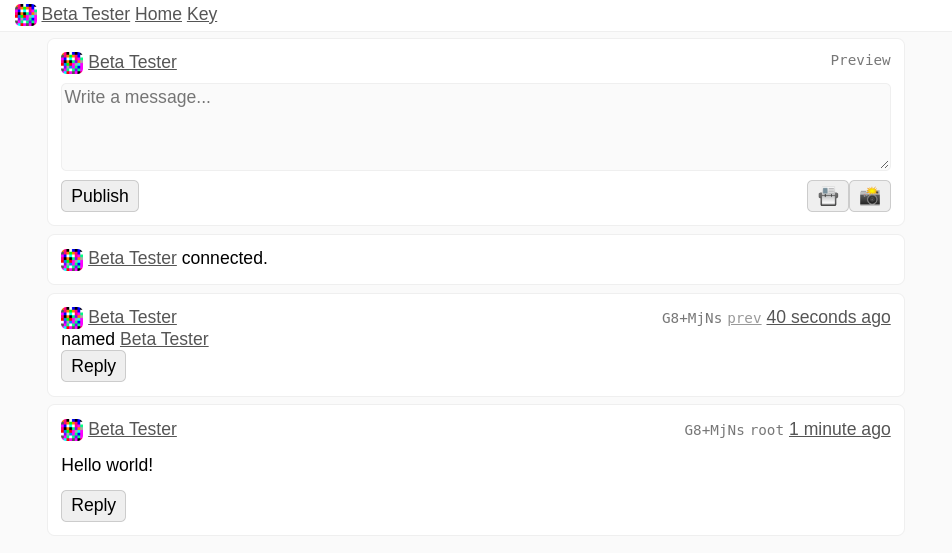 Beta Tester Home Key
Beta Tester Preview
Write a message...
Publish
Beta Tester connected.
Beta Tester G8+MjNs prev 40 seconds ago
named Beta Tester
Reply
Beta Tester G8+MjNs root 1 minute ago
Hello world!
Reply